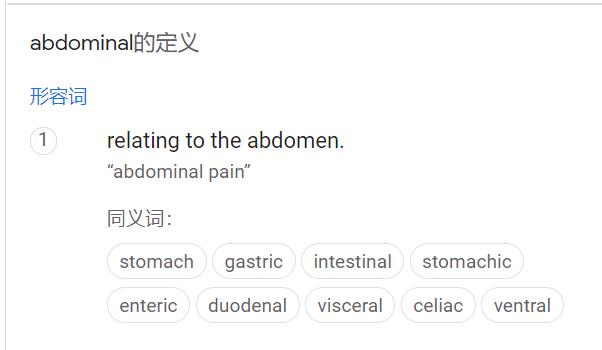 abdominal的定义
形容词
1 relating to the abdomen.
“abdominal pain”
同义词：
stomach gastric intestinal stomachic
enteric duodenal visceral celiac ventral